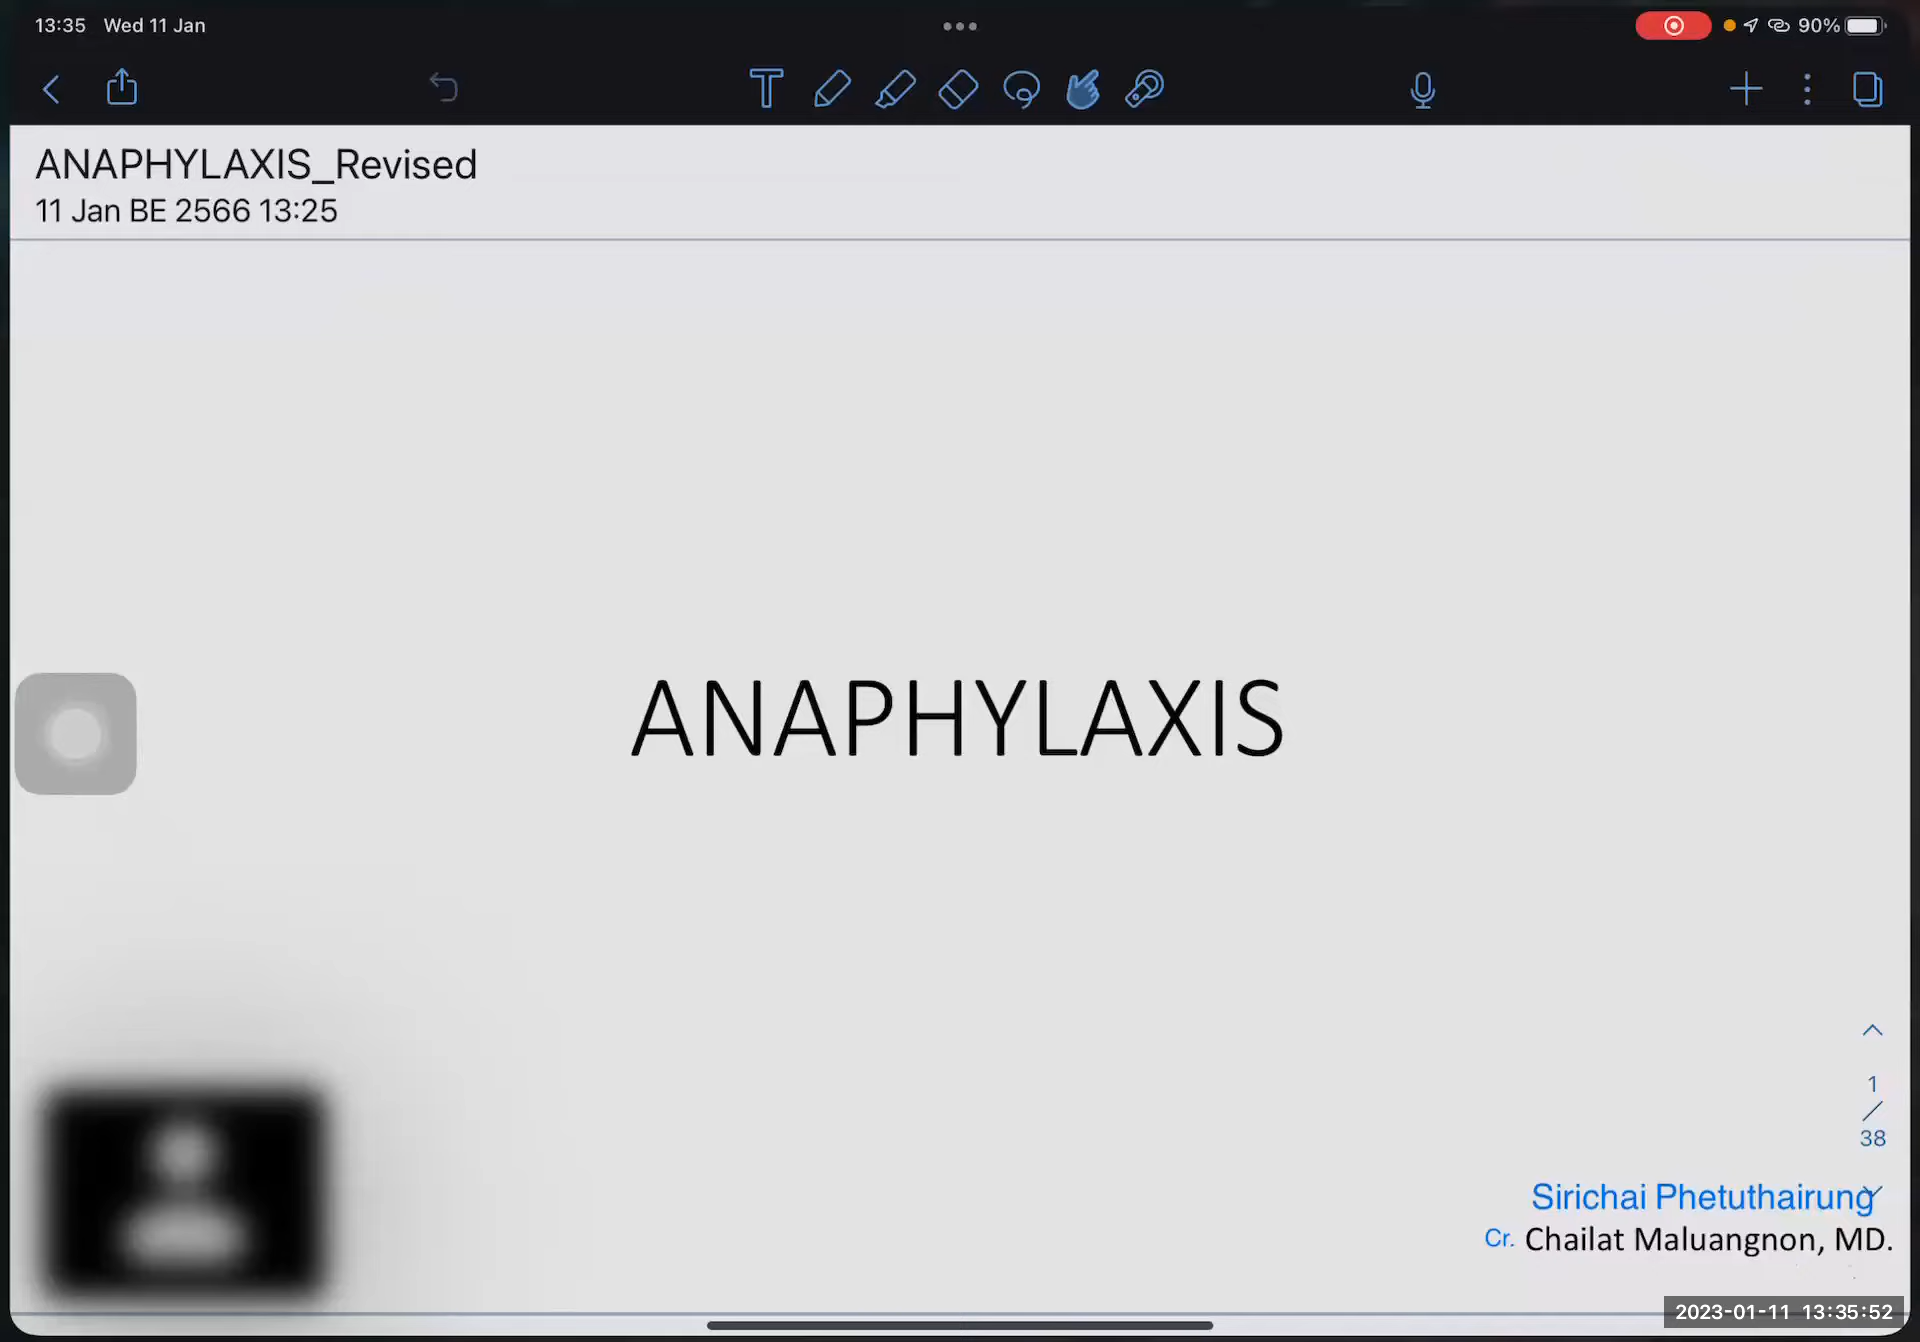 13:35 Wed 11 Jan
90%
ANAPHYLAXIS_Revised
11 Jan BE 2566 13:25
ANAPHYLAXIS
1
/
38
Sirichai Phetuthairung
Cr. Chailat Maluangnon, MD.
2023-01-11 13:35:52